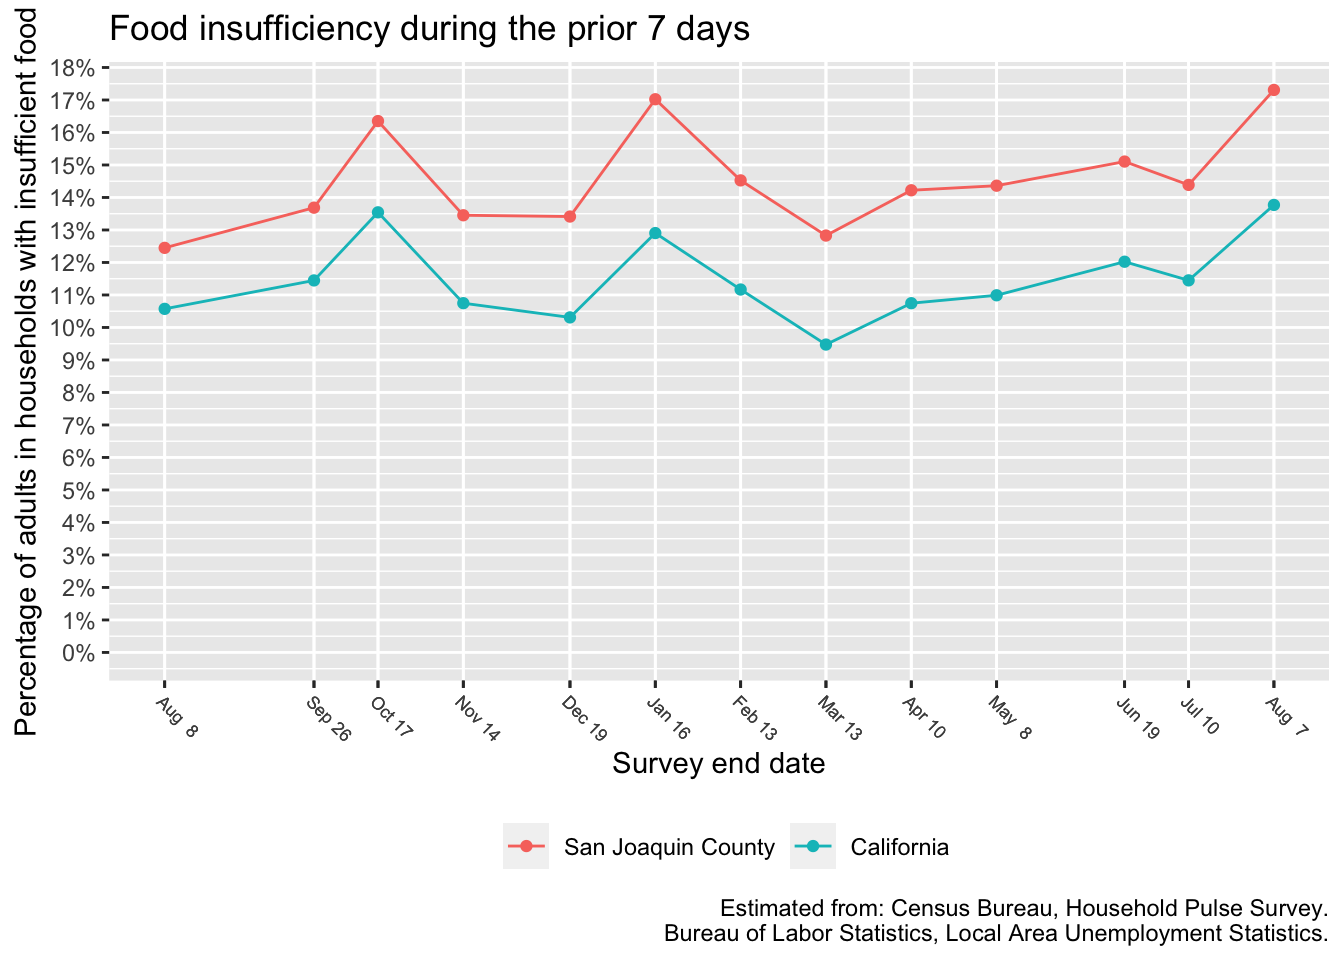 Food insufficiency during the prior 7 days
Percentage of adults in households with insufficient food
18%
17%
16%
15%
14%
13%
12%
11%
10%
9%
8%
7%
6%
5%
4%
3%
2%
1%
0%
Aug  8
Sep 26
Oct 17
Nov 14
Dec 19
Jan 16
Feb 13
Mar 13
Apr 10
May  8
Jun 19
Jul 10
Aug  7
Survey end date
San Joaquin County
California
Estimated from: Census Bureau, Household Pulse Survey.
Bureau of Labor Statistics, Local Area Unemployment Statistics.